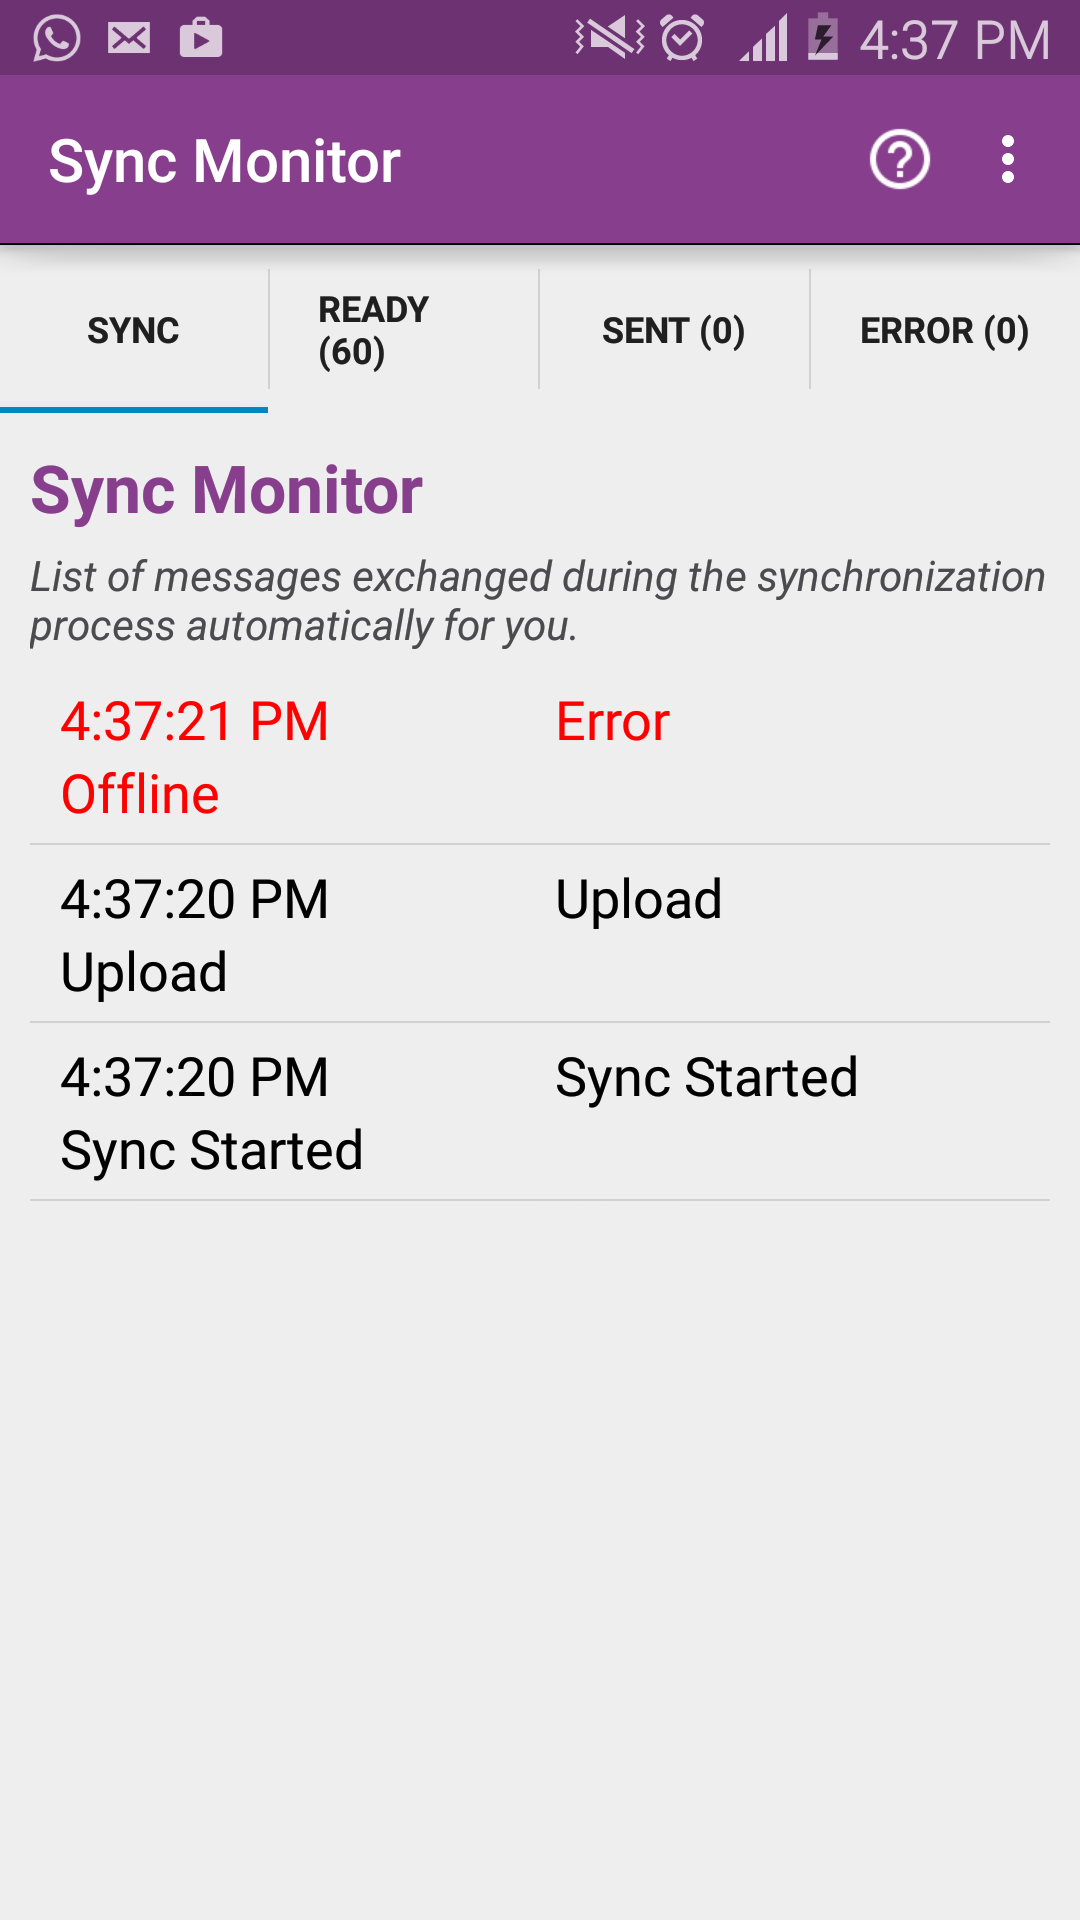 4:37 PM
Sync Monitor
SYNC
READY
(60)
SENT (0)
ERROR (0)
Sync Monitor
List of messages exchanged during the synchronization
process automatically for you.
4:37:21 PM Error
Offline
4:37:20 PM Upload
Upload
4:37:20 PM Sync Started
Sync Started